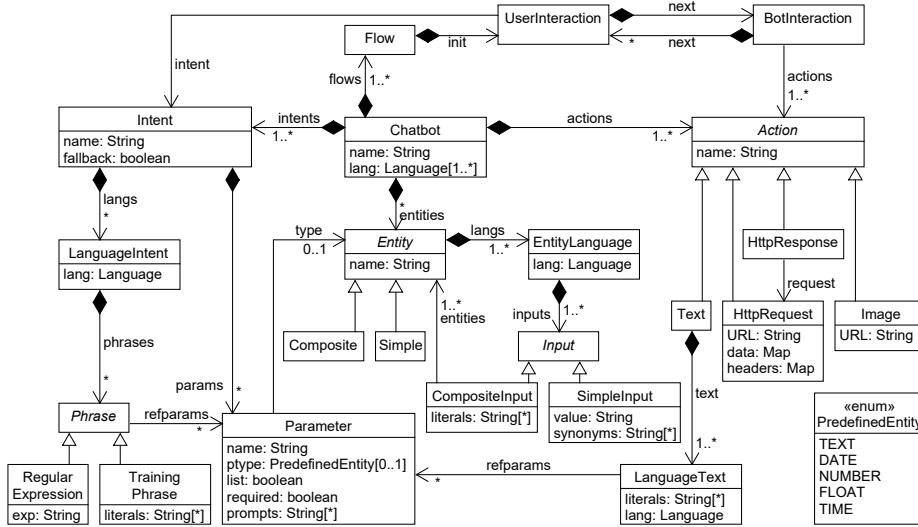 UserInteraction
next
BotInteraction
Flow
init
*
next
intent
flows
1..*
actions
1..*
Intent
name: String
fallback: boolean
intents
1..*
Chatbot
name: String
lang: Language[1..*]
actions
1..*
Action
name: String
langs
*
*
entities
type
0..1
Entity
name: String
langs
1..*
EntityLanguage
lang: Language
HttpResponse
LanguageIntent
lang: Language
request
1..*
entities
inputs
1..*
Composite
Simple
Input
Text
HttpRequest
URL: String
data: Map
headers: Map
Image
URL: String
phrases
*
params
*
CompositeInput
literals: String[*]
SimpleInput
value: String
synonyms: String[*]
text
1..*
«enum»
PredefinedEntity
TEXT
DATE
NUMBER
FLOAT
TIME
Phrase
refparams
*
Parameter
name: String
ptype: PredefinedEntity[0..1]
list: boolean
required: boolean
prompts: String[*]
refparams
*
LanguageText
literals: String[*]
lang: Language
Regular
Expression
exp: String
Training
Phrase
literals: String[*]